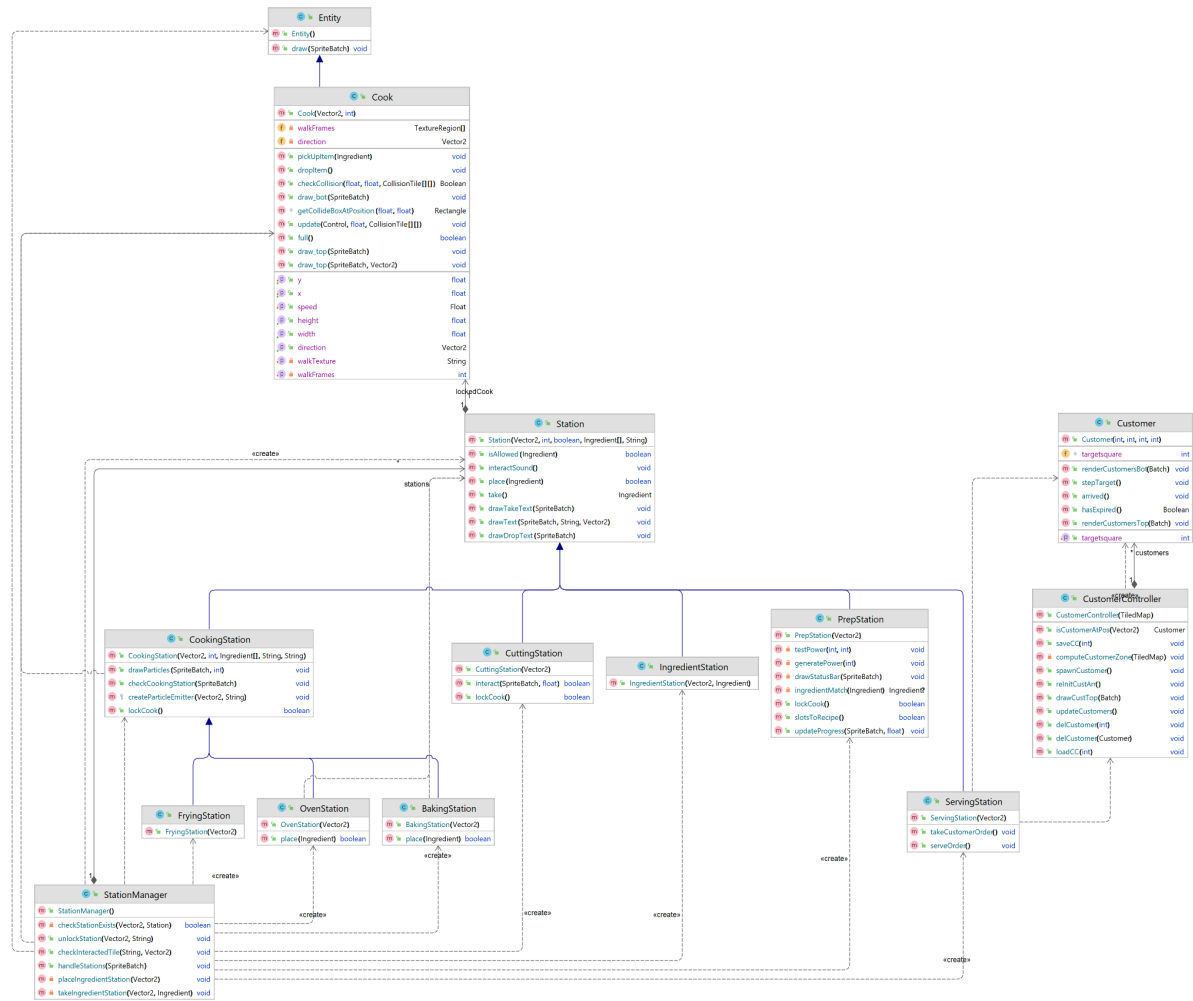 Entity
Entity()
draw(SpriteBatch) void
Cook
Cook(Vector2, int)
walkFrames TextureRegion[]
direction Vector2
pickUpItem(Ingredient) void
dropItem() void
checkCollision(float, float, CollisionTile[][]) Boolean
draw_bot(SpriteBatch) void
getCollideBoxAtPosition(float, float) Rectangle
update(Control, float, CollisionTile[][]) void
full() boolean
draw_top(SpriteBatch) void
draw_top(SpriteBatch, Vector2) void
y float
x float
speed Float
height float
width float
direction Vector2
walkTexture String
walkFrames int
lockedCook
1
1
Station
Station(Vector2, int, boolean, Ingredient[], String)
isAllowed(Ingredient) boolean
interactSound() void
place(Ingredient) boolean
take() Ingredient
drawTakeText(SpriteBatch) void
drawText(SpriteBatch, String, Vector2) void
drawDropText(SpriteBatch) void
«create»
*
stations
Customer
Customer(int, int, int, int)
targetsquare int
renderCustomersBot(Batch) void
stepTarget() void
arrived() void
hasExpired() Boolean
renderCustomersTop(Batch) void
targetsquare int
* customers
1
«create»
CustomerController
CustomerController(TiledMap)
isCustomerAtPos(Vector2) Customer
saveCC(int) void
computeCustomerZone(TiledMap) void
spawnCustomer() void
reInitCustArr() void
drawCustTop(Batch) void
updateCustomers() void
delCustomer(int) void
delCustomer(Customer) void
loadCC(int) void
CookingStation
CookingStation(Vector2, int, Ingredient[], String, String)
drawParticles(SpriteBatch, int) void
checkCookingStation(SpriteBatch) void
createParticleEmitter(Vector2, String) void
lockCook() boolean
CuttingStation
CuttingStation(Vector2)
interact(SpriteBatch, float) boolean
lockCook() boolean
IngredientStation
IngredientStation(Vector2, Ingredient)
PrepStation
PrepStation(Vector2)
testPower(int, int) void
generatePower(int) void
drawStatusBar(SpriteBatch) void
ingredientMatch(Ingredient) Ingredient?
lockCook() boolean
slotsToRecipe() boolean
updateProgress(SpriteBatch, float) void
FryingStation
FryingStation(Vector2)
OvenStation
OvenStation(Vector2)
place(Ingredient) boolean
BakingStation
BakingStation(Vector2)
place(Ingredient) boolean
ServingStation
ServingStation(Vector2)
takeCustomerOrder() void
serveOrder() void
«create»
«create»
«create»
«create»
«create»
«create»
«create»
1
StationManager
StationManager()
checkStationExists(Vector2, Station) boolean
unlockStation(Vector2, String) void
checkInteractedTile(String, Vector2) void
handleStations(SpriteBatch) void
placeIngredientStation(Vector2) void
takeIngredientStation(Vector2, Ingredient) void